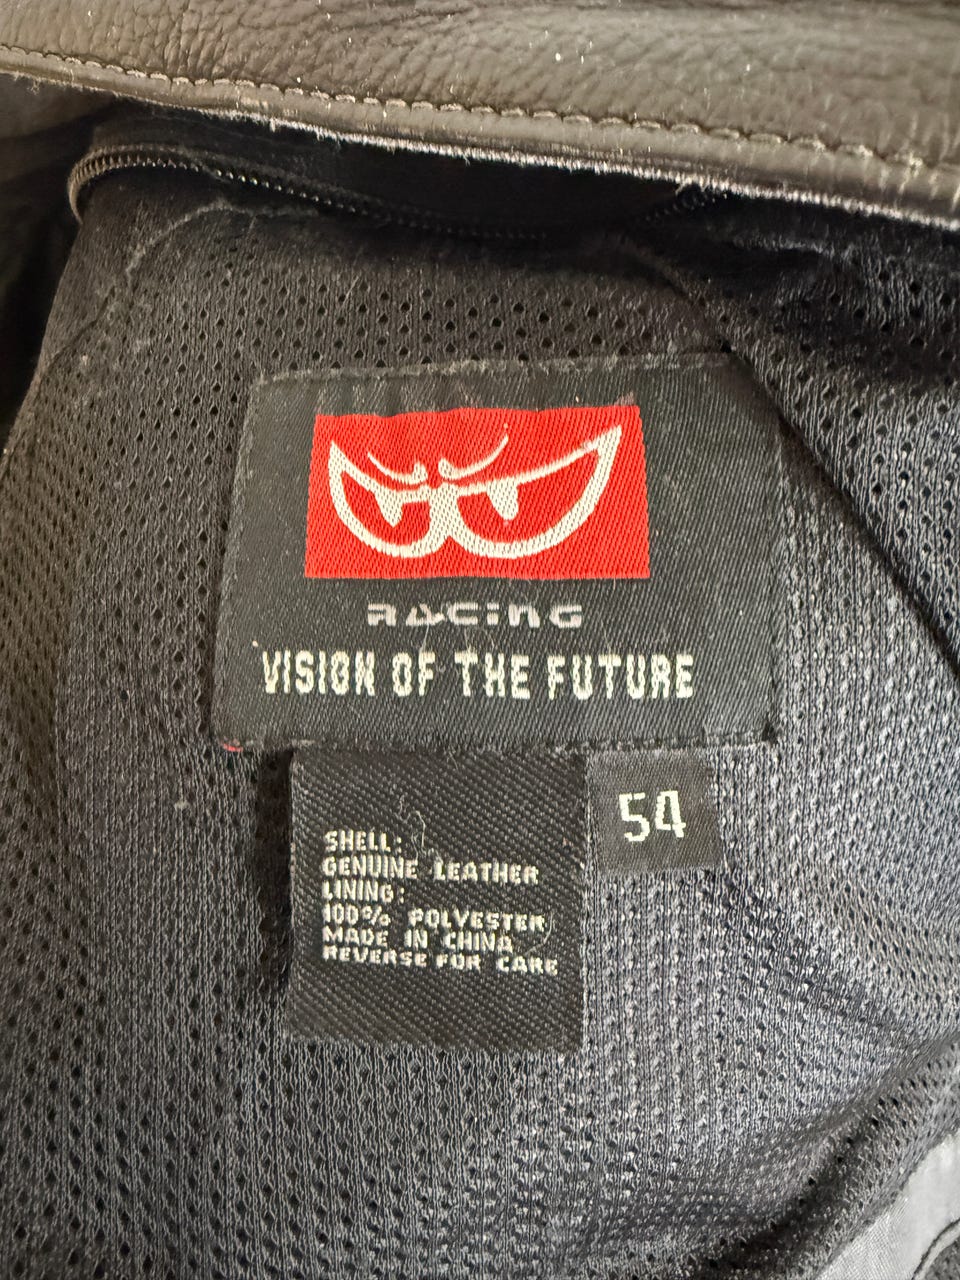 RACING
VISION OF THE FUTURE
54
SHELL:
GENUINE LEATHER
LINING:
100% POLYESTER
MADE IN CHINA
REVERSE FOR CARE